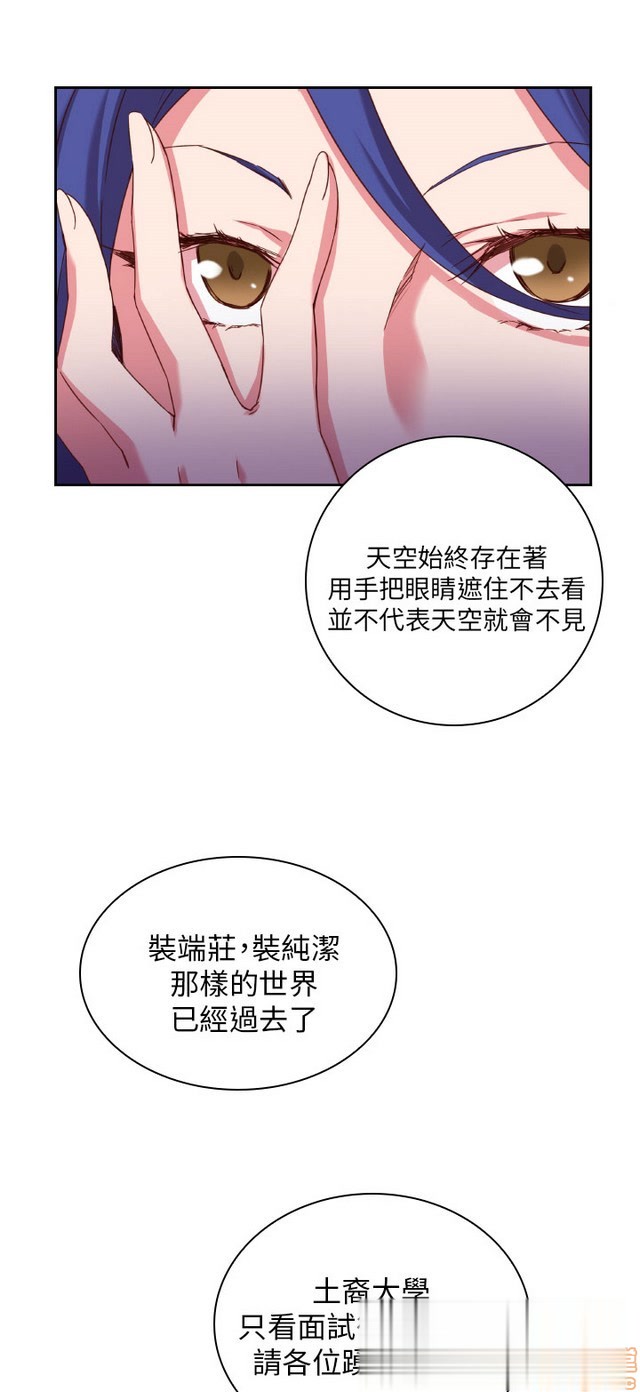 天空始終存在著
用手把眼睛遮住不去看
並不代表天空就會不見
裝端莊,裝純潔
那樣的世界
已經過去了
土裔大學
只看面試
請各位踴